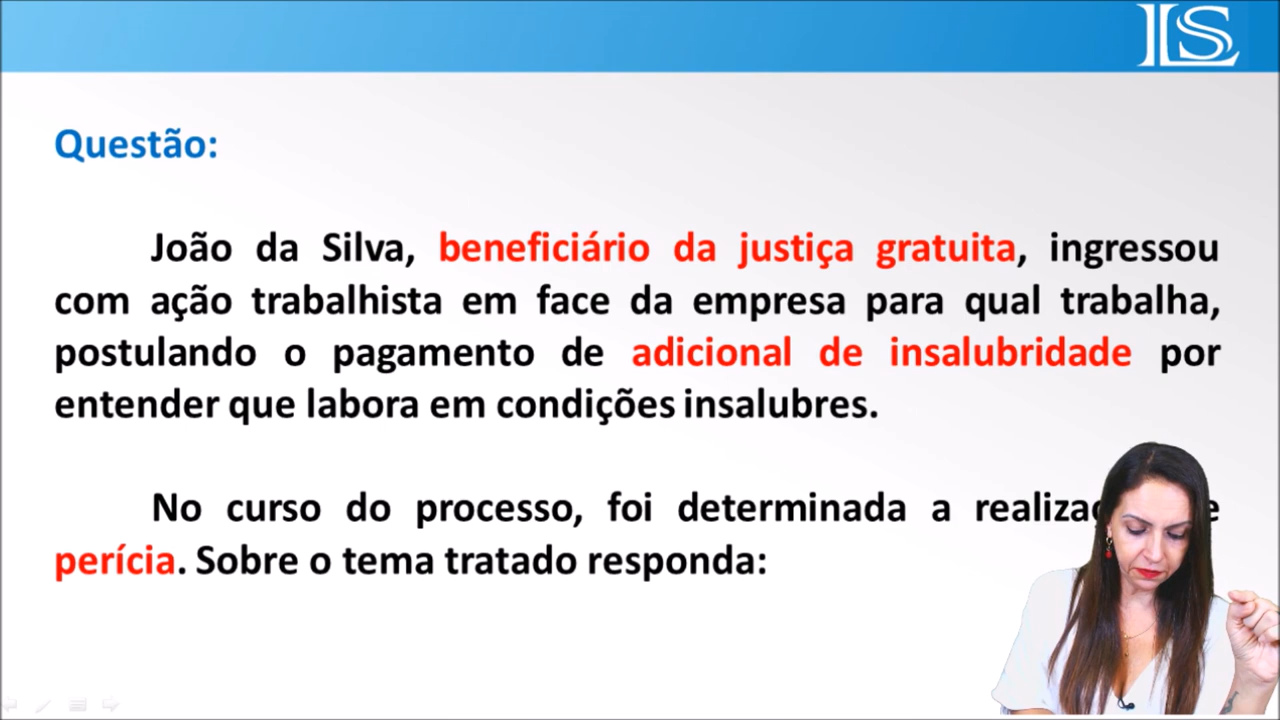 LS
Questão:
João da Silva, beneficiário da justiça gratuita, ingressou
com ação trabalhista em face da empresa para qual trabalha,
postulando o pagamento de adicional de insalubridade por
entender que labora em condições insalubres.
No curso do processo, foi determinada a
perícia. Sobre o tema tratado responda: